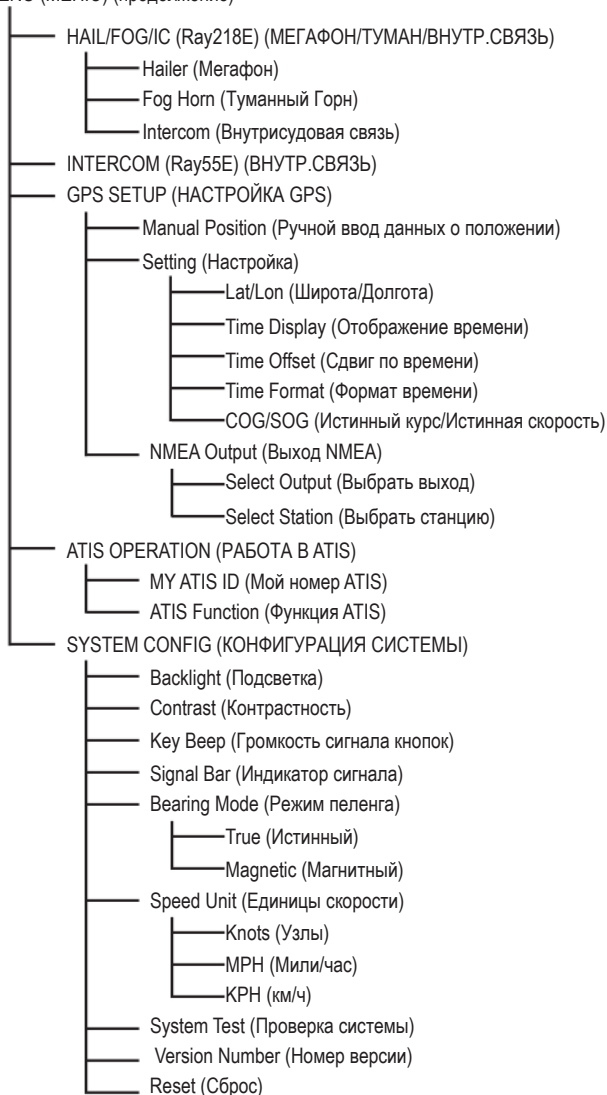 (продолжение)
HAIL/FOG/IC (Ray218E) (МЕГАФОН/ТУМАН/ВНУТР.СВЯЗЬ)
Hailer (Мегафон)
Fog Horn (Туманный Горн)
Intercom (Внутрисудовая связь)
INTERCOM (Ray55E) (ВНУТР.СВЯЗЬ)
GPS SETUP (НАСТРОЙКА GPS)
Manual Position (Ручной ввод данных о положении)
Setting (Настройка)
Lat/Lon (Широта/Долгота)
Time Display (Отображение времени)
Time Offset (Сдвиг по времени)
Time Format (Формат времени)
COG/SOG (Истинный курс/Истинная скорость)
NMEA Output (Выход NMEA)
Select Output (Выбрать выход)
Select Station (Выбрать станцию)
ATIS OPERATION (РАБОТА В ATIS)
MY ATIS ID (Мой номер ATIS)
ATIS Function (Функция ATIS)
SYSTEM CONFIG (КОНФИГУРАЦИЯ СИСТЕМЫ)
Backlight (Подсветка)
Contrast (Контрастность)
Key Beep (Громкость сигнала кнопок)
Signal Bar (Индикатор сигнала)
Bearing Mode (Режим пеленга)
True (Истинный)
Magnetic (Магнитный)
Speed Unit (Единицы скорости)
Knots (Узлы)
MPH (Мили/час)
KPH (км/ч)
System Test (Проверка системы)
Version Number (Номер версии)
Reset (Сброс)